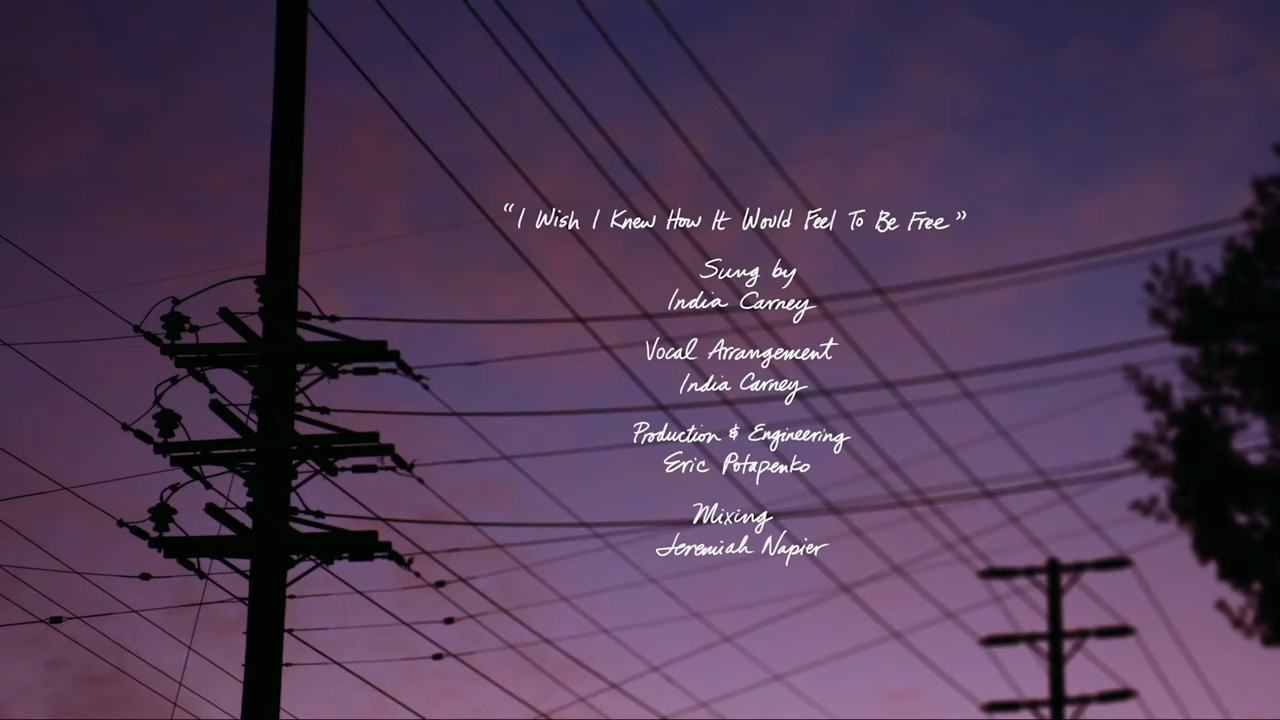 “I Wish I Knew How It Would Feel To Be Free”
Sung by
India Carney
Vocal Arrangement
India Carney
Production & Engineering
Eric Potapenko
Mixing
Jeremiah Napier